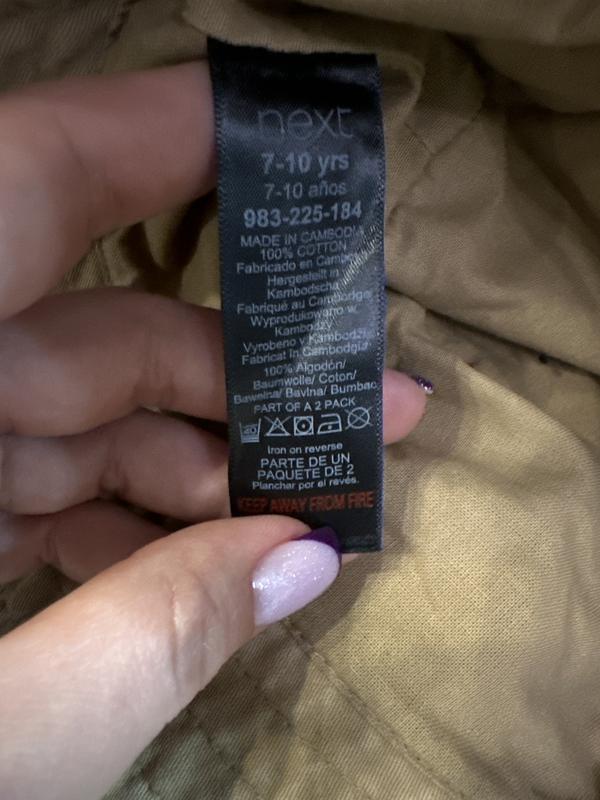 next
7-10 yrs
7-10 años
983-225-184
MADE IN CAMBODIA
100% COTTON
Fabricado en
Hergestellt in
Kambodscha
Fabriqué au Cambodge
Wyprodukowano w
Kambodży
Vyrobeno v Kambodži
Fabricat în Cambodgia
100% Algodón/
Baumwolle/ Coton/
Bawełna/ Bavlna/ Bumbac
PART OF A 2 PACK
40
Iron on reverse
PARTE DE UN
PAQUETE DE 2
Planchar por el revés.
KEEP AWAY FROM FIRE